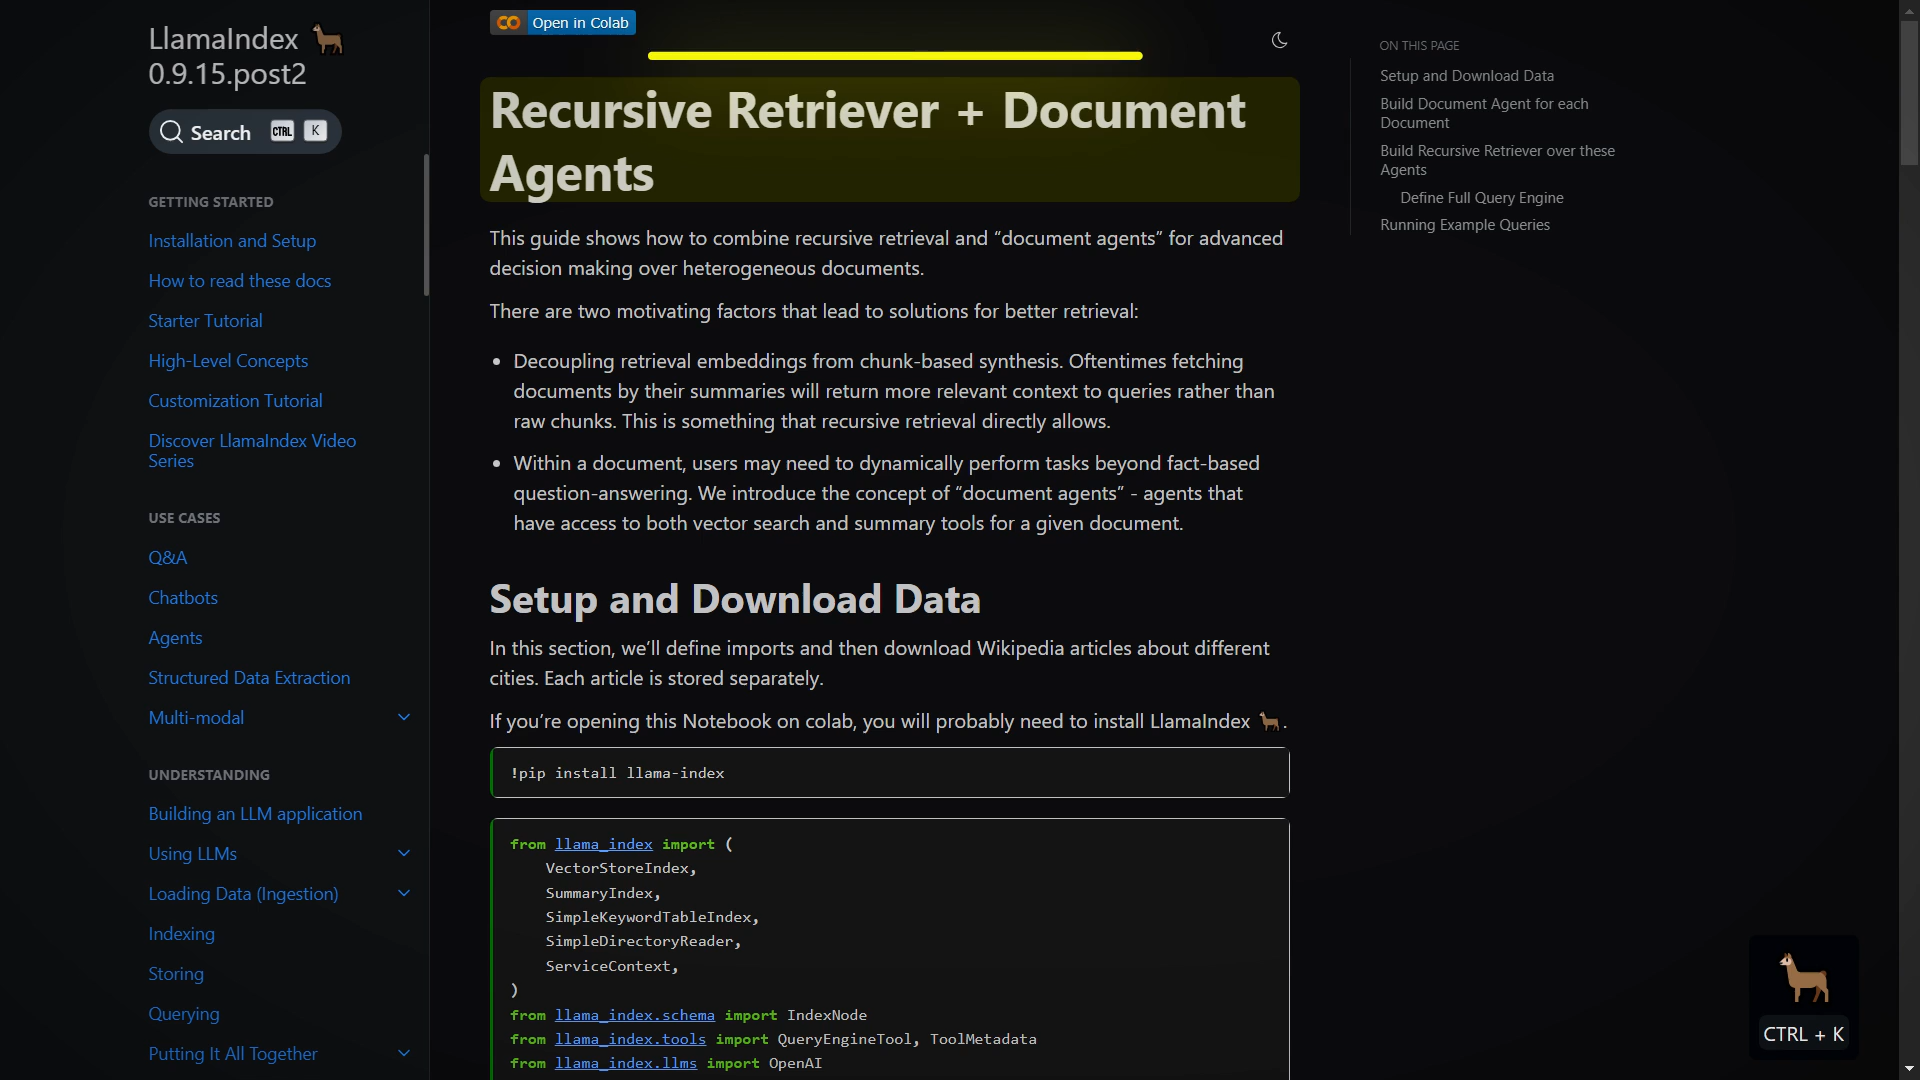 LlamaIndex 🦙
0.9.15.post2
Search CTRL K
GETTING STARTED
Installation and Setup
How to read these docs
Starter Tutorial
High-Level Concepts
Customization Tutorial
Discover LlamaIndex Video
Series
USE CASES
Q&A
Chatbots
Agents
Structured Data Extraction
Multi-modal
UNDERSTANDING
Building an LLM application
Using LLMs
Loading Data (Ingestion)
Indexing
Storing
Querying
Putting It All Together
Open in Colab
Recursive Retriever + Document
Agents
This guide shows how to combine recursive retrieval and “document agents” for advanced
decision making over heterogeneous documents.
There are two motivating factors that lead to solutions for better retrieval:
• Decoupling retrieval embeddings from chunk-based synthesis. Oftentimes fetching
documents by their summaries will return more relevant context to queries rather than
raw chunks. This is something that recursive retrieval directly allows.
• Within a document, users may need to dynamically perform tasks beyond fact-based
question-answering. We introduce the concept of “document agents” - agents that
have access to both vector search and summary tools for a given document.
Setup and Download Data
In this section, we’ll define imports and then download Wikipedia articles about different
cities. Each article is stored separately.
If you’re opening this Notebook on colab, you will probably need to install LlamaIndex 🦙.
!pip install llama-index
from llama_index import (
VectorStoreIndex,
SummaryIndex,
SimpleKeywordTableIndex,
SimpleDirectoryReader,
ServiceContext,
)
from llama_index.schema import IndexNode
from llama_index.tools import QueryEngineTool, ToolMetadata
from llama_index.llms import OpenAI
ON THIS PAGE
Setup and Download Data
Build Document Agent for each
Document
Build Recursive Retriever over these
Agents
Define Full Query Engine
Running Example Queries
CTRL + K